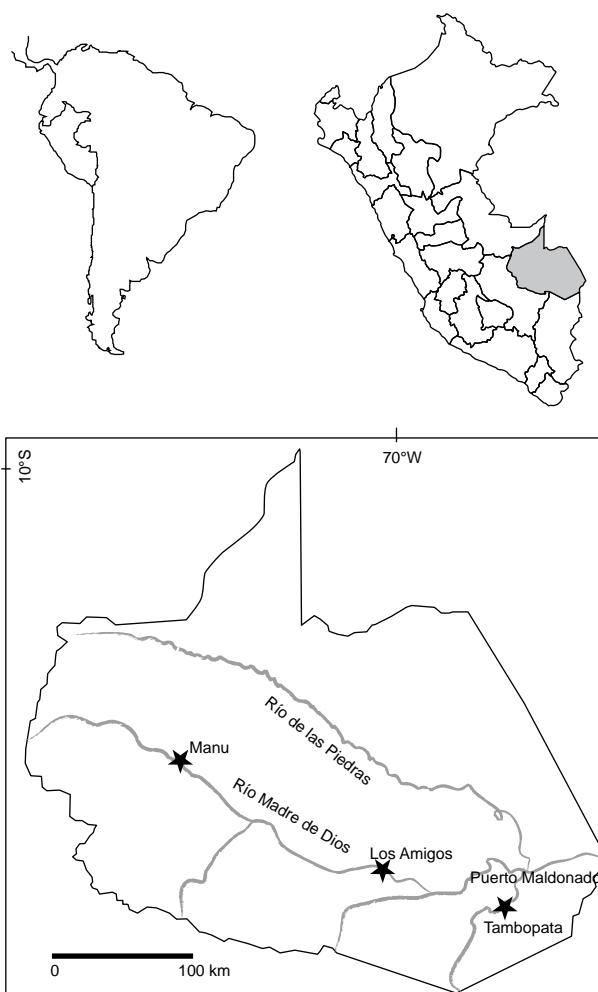 70°W
10°S
Río de las Piedras
Manu
Río Madre de Dios
Los Amigos
Puerto Maldonado
Tambopata
0 100 km